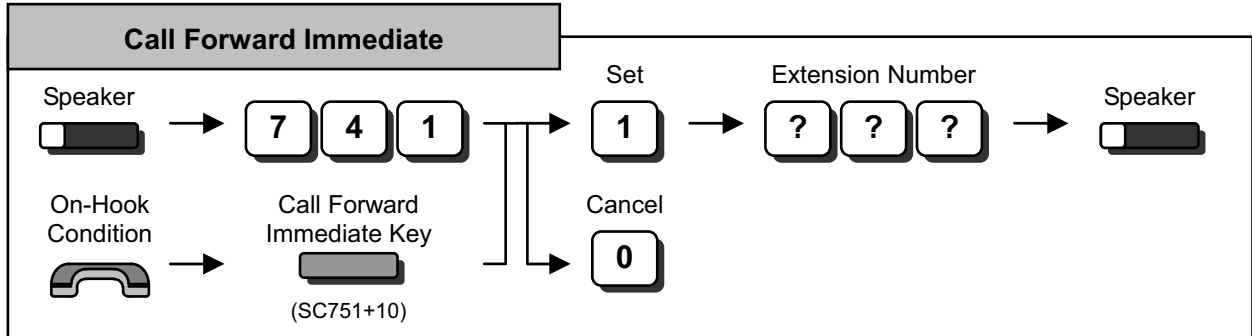 Call Forward Immediate
Speaker
7 4 1
Set
1
Extension Number
? ? ?
Speaker
On-Hook
Condition
Call Forward
Immediate Key
(SC751+10)
Cancel
0